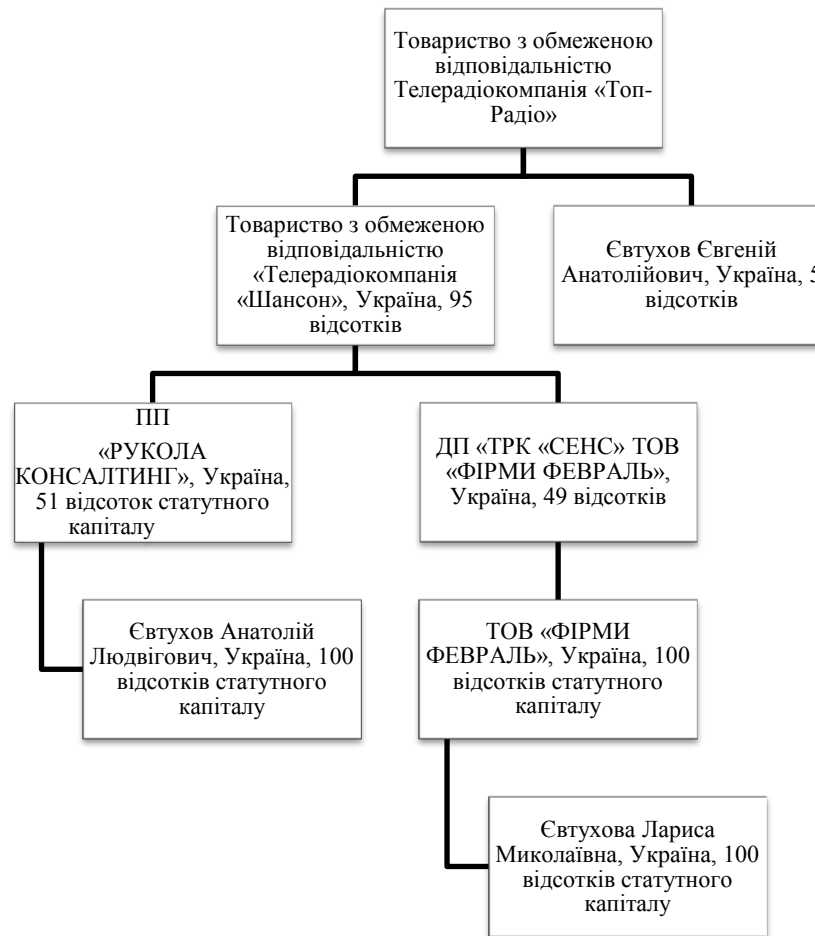 Товариство з обмеженою
відповідальністю
Телерадіокомпанія «Топ-
Радіо»
Товариство з обмеженою
відповідальністю
«Телерадіокомпанія
«Шансон», Україна, 95
відсотків
Євтухов Євгеній
Анатолійович, Україна, 5
відсотків
ПП
«РУКОЛА
КОНСАЛТИНГ», Україна,
51 відсоток статутного
капіталу
ДП «ТРК «СЕНС» ТОВ
«ФІРМИ ФЕВРАЛЬ»,
Україна, 49 відсотків
Євтухов Анатолій
Людвігович, Україна, 100
відсотків статутного
капіталу
ТОВ «ФІРМИ
ФЕВРАЛЬ», Україна, 100
відсотків статутного
капіталу
Євтухова Лариса
Миколаївна, Україна, 100
відсотків статутного
капіталу